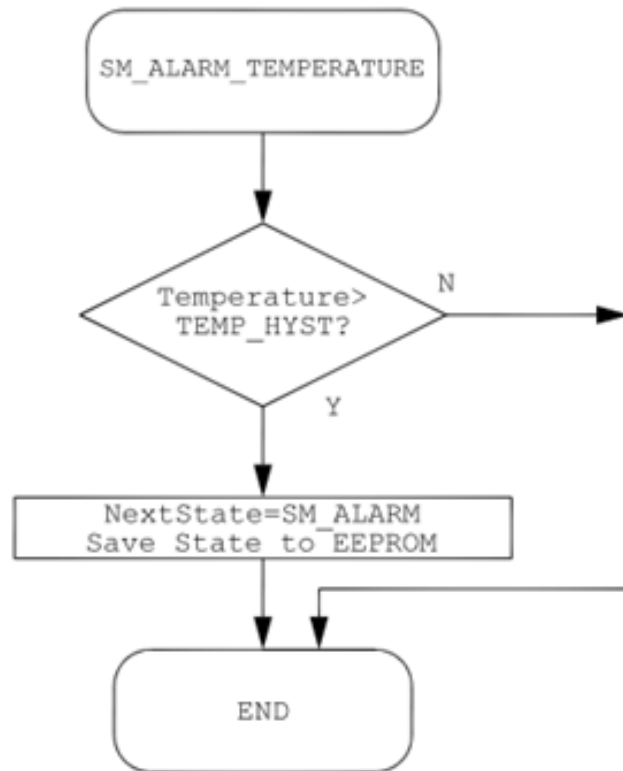 SM_ALARM_TEMPERATURE
Temperature>
TEMP_HYST?
N
Y
NextState=SM_ALARM
Save State to EEPROM
END